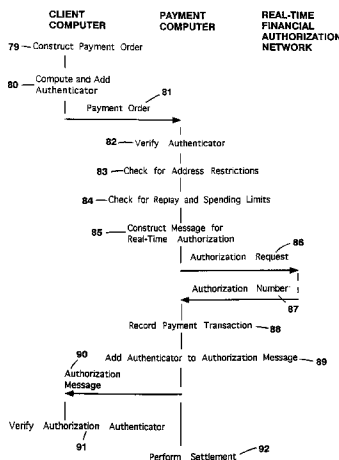 CLIENT COMPUTER
PAYMENT COMPUTER
REAL-TIME FINANCIAL AUTHORIZATION NETWORK
79 Construct Payment Order
80 Compute and Add Authenticator
81
Payment Order
82 Verify Authenticator
83 Check for Address Restrictions
84 Check for Replay and Spending Limits
85 Construct Message for Real-Time Authorization
86
Authorization Request
Authorization Number
87
Record Payment Transaction 88
Add Authenticator to Authorization Message 89
90
Authorization Message
Verify Authorization Authenticator
91
Perform Settlement 92